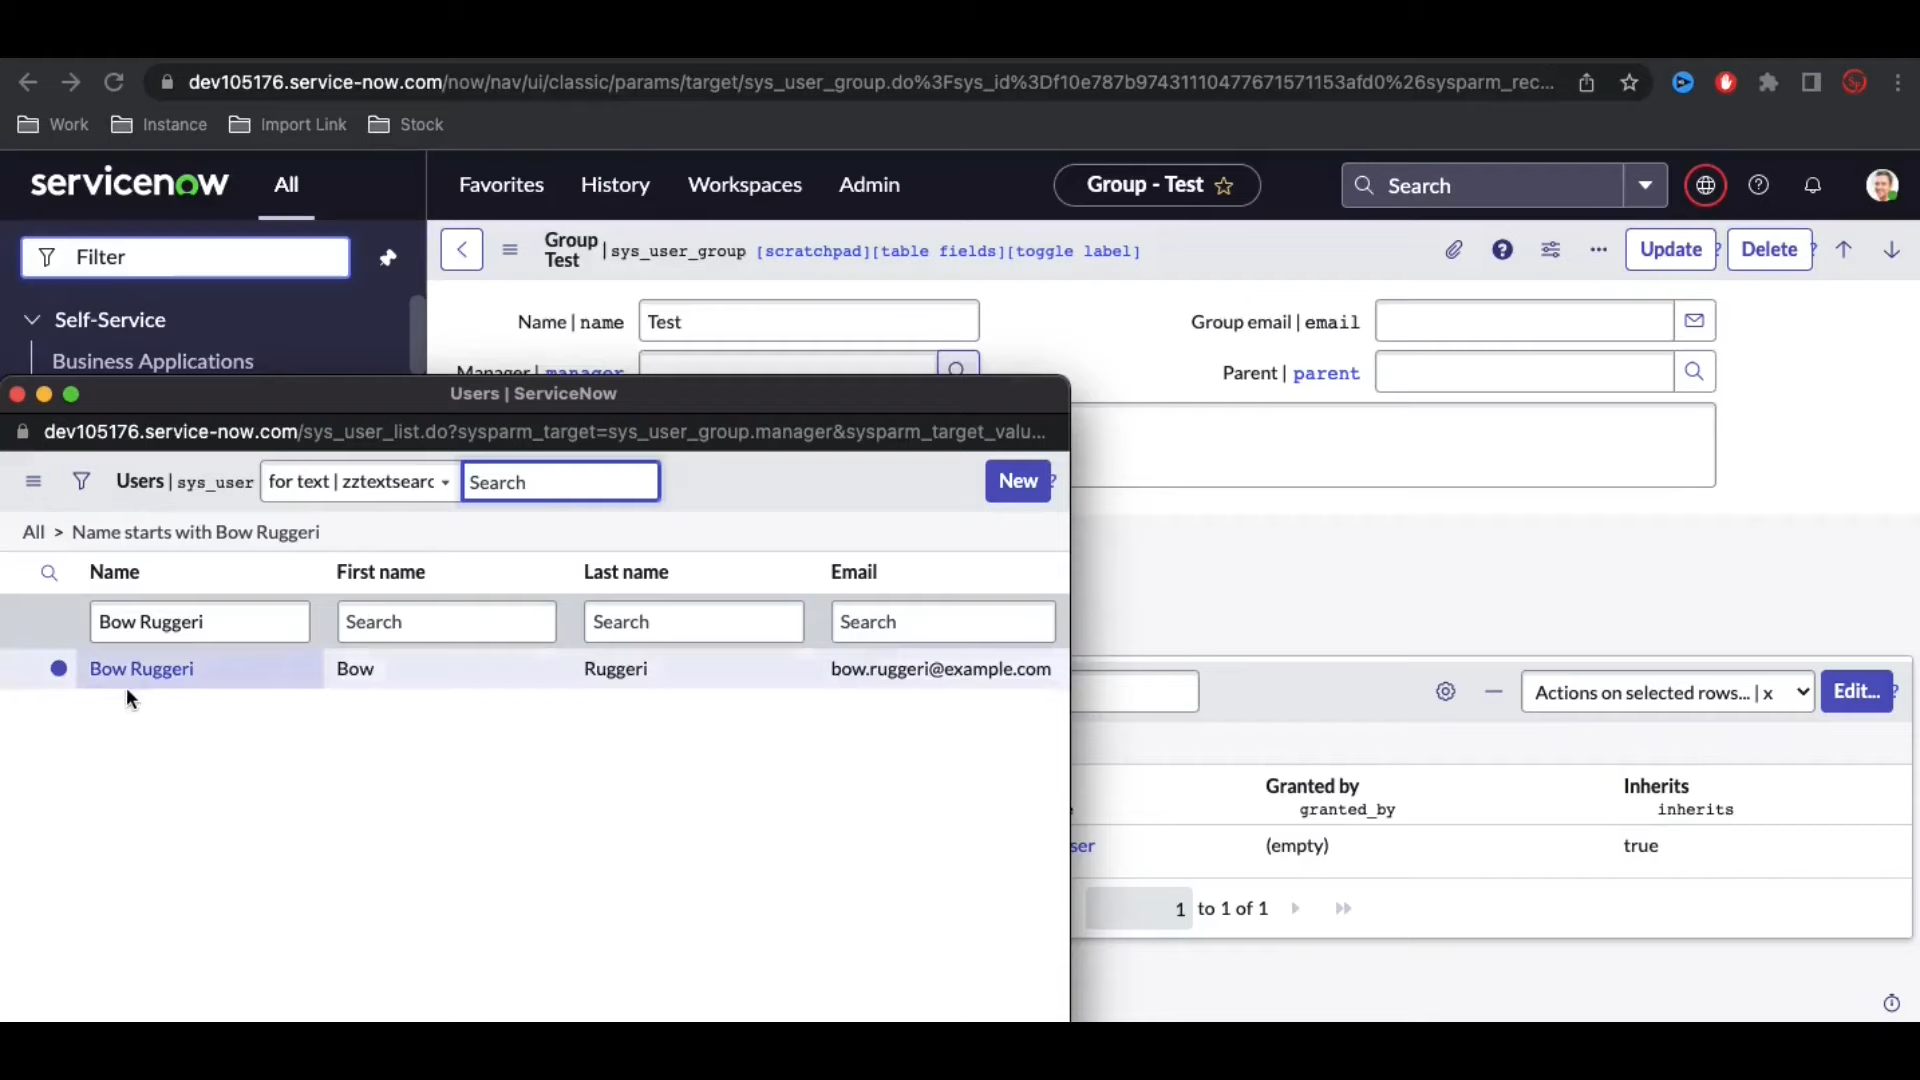 dev105176.service-now.com/now/nav/ui/classic/params/target/sys_user_group.do%3Fsys_id%3Df10e787b97431110477671571153afd0%26sysparm_rec...
Work Instance Import Link Stock
servicenow All Favorites History Workspaces Admin Group - Test Search
Filter
Group
Test | sys_user_group [scratchpad][table fields][toggle label] Update ? Delete ?
Self-Service
Business Applications
Name | name Test Group email | email
Manager | manager Parent | parent
Users | ServiceNow
dev105176.service-now.com/sys_user_list.do?sysparm_target=sys_user_group.manager&sysparm_target_valu...
Users | sys_user for text | zztextsearc Search New ?
All > Name starts with Bow Ruggeri
Name First name Last name Email
Bow Ruggeri Search Search Search
Bow Ruggeri Bow Ruggeri bow.ruggeri@example.com
Actions on selected rows... | x Edit... ?
Granted by Inherits
granted_by inherits
ser (empty) true
1 to 1 of 1